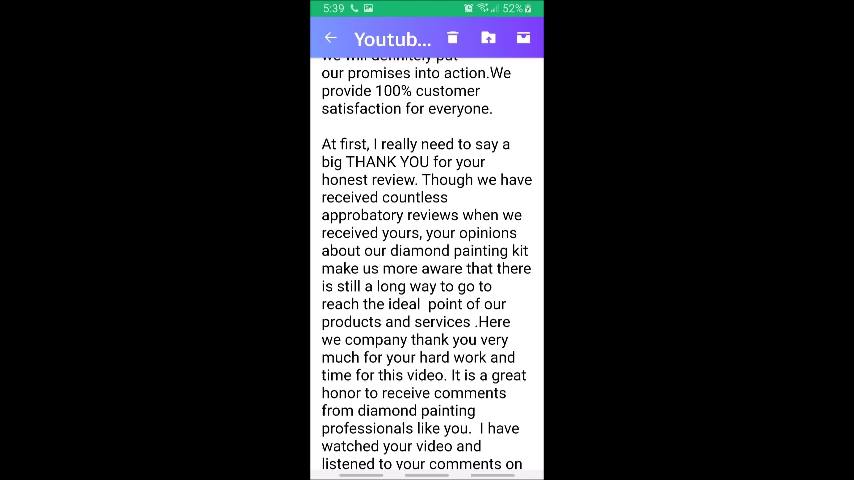 5:39 52%
Youtub...
we will definitely put
our promises into action.We
provide 100% customer
satisfaction for everyone.
At first, I really need to say a
big THANK YOU for your
honest review. Though we have
received countless
approbatory reviews when we
received yours, your opinions
about our diamond painting kit
make us more aware that there
is still a long way to go to
reach the ideal  point of our
products and services .Here
we company thank you very
much for your hard work and
time for this video. It is a great
honor to receive comments
from diamond painting
professionals like you.  I have
watched your video and
listened to your comments on